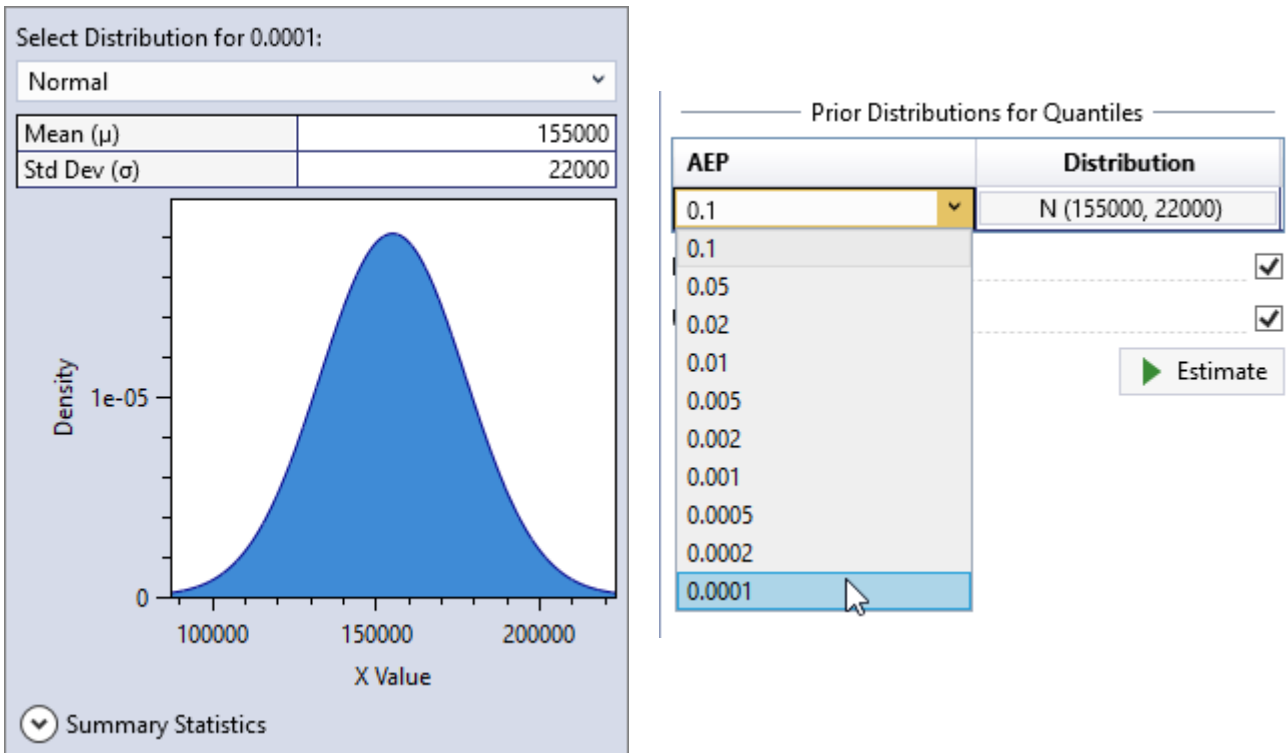 Select Distribution for 0.0001:
Normal
Mean (µ) 155000
Std Dev (σ) 22000
Density
1e-05
0
100000 150000 200000
X Value
Summary Statistics
Prior Distributions for Quantiles
AEP Distribution
0.1 N (155000, 22000)
0.1
0.05
0.02
0.01
0.005
0.002
0.001
0.0005
0.0002
0.0001
Estimate